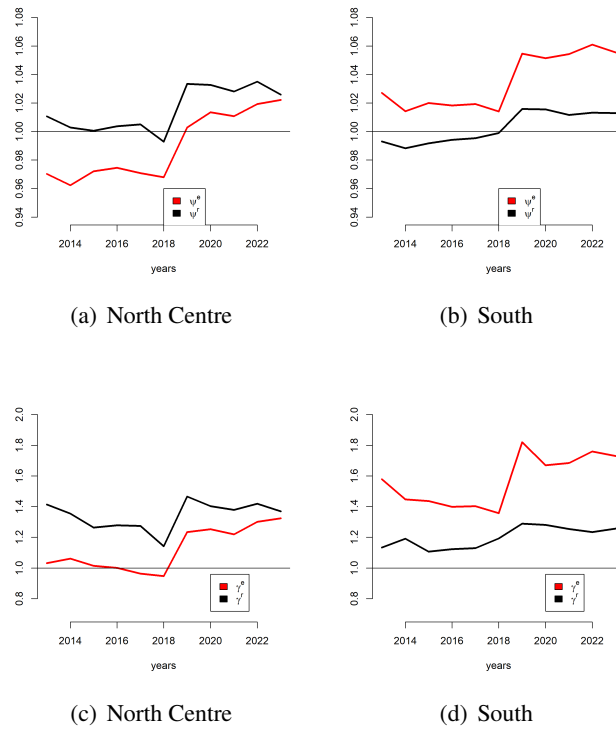 0.94 0.96 0.98 1.00 1.02 1.04 1.06 1.08
ψᵉ
ψʳ
2014 2016 2018 2020 2022
years
(a) North Centre
0.94 0.96 0.98 1.00 1.02 1.04 1.06 1.08
ψᵉ
ψʳ
2014 2016 2018 2020 2022
years
(b) South
0.8 1.0 1.2 1.4 1.6 1.8 2.0
γᵉ
γʳ
2014 2016 2018 2020 2022
years
(c) North Centre
0.8 1.0 1.2 1.4 1.6 1.8 2.0
γᵉ
γʳ
2014 2016 2018 2020 2022
years
(d) South